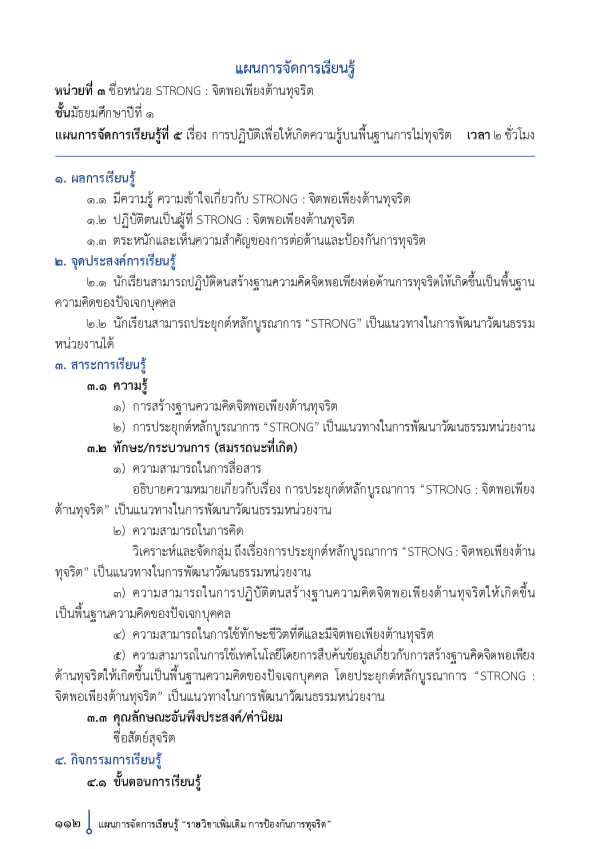 แผนการจัดการเรียนรู้
หน่วยที่ ๓ ชื่อหน่วย STRONG : จิตพอเพียงต้านทุจริต
ชั้นมัธยมศึกษาปีที่ ๑
แผนการจัดการเรียนรู้ที่ ๕ เรื่อง การปฏิบัติเพื่อให้เกิดความรู้บนพื้นฐานการไม่ทุจริต เวลา ๒ ชั่วโมง
๑. ผลการเรียนรู้
๑.๑ มีความรู้ ความเข้าใจเกี่ยวกับ STRONG : จิตพอเพียงต้านทุจริต
๑.๒ ปฏิบัติตนเป็นผู้ที่ STRONG : จิตพอเพียงต้านทุจริต
๑.๓ ตระหนักและเห็นความสำคัญของการต่อต้านและป้องกันการทุจริต
๒. จุดประสงค์การเรียนรู้
๒.๑ นักเรียนสามารถปฏิบัติตนสร้างฐานความคิดจิตพอเพียงต่อต้านการทุจริตให้เกิดขึ้นเป็นพื้นฐาน
ความคิดของปัจเจกบุคคล
๒.๒ นักเรียนสามารถประยุกต์หลักบูรณาการ “STRONG” เป็นแนวทางในการพัฒนาวัฒนธรรม
หน่วยงานได้
๓. สาระการเรียนรู้
๓.๑ ความรู้
๑) การสร้างฐานความคิดจิตพอเพียงต้านทุจริต
๒) การประยุกต์หลักบูรณาการ “STRONG” เป็นแนวทางในการพัฒนาวัฒนธรรมหน่วยงาน
๓.๒ ทักษะ/กระบวนการ (สมรรถนะที่เกิด)
๑) ความสามารถในการสื่อสาร
อธิบายความหมายเกี่ยวกับเรื่อง การประยุกต์หลักบูรณาการ “STRONG : จิตพอเพียง
ต้านทุจริต” เป็นแนวทางในการพัฒนาวัฒนธรรมหน่วยงาน
๒) ความสามารถในการคิด
วิเคราะห์และจัดกลุ่ม ถึงเรื่องการประยุกต์หลักบูรณาการ “STRONG : จิตพอเพียงต้าน
ทุจริต” เป็นแนวทางในการพัฒนาวัฒนธรรมหน่วยงาน
๓) ความสามารถในการปฏิบัติตนสร้างฐานความคิดจิตพอเพียงต้านทุจริตให้เกิดขึ้น
เป็นพื้นฐานความคิดของปัจเจกบุคคล
๔) ความสามารถในการใช้ทักษะชีวิตที่ดีและมีจิตพอเพียงต้านทุจริต
๕) ความสามารถในการใช้เทคโนโลยีโดยการสืบค้นข้อมูลเกี่ยวกับการสร้างฐานคิดจิตพอเพียง
ต้านทุจริตให้เกิดขึ้นเป็นพื้นฐานความคิดของปัจเจกบุคคล โดยประยุกต์หลักบูรณาการ “STRONG :
จิตพอเพียงต้านทุจริต” เป็นแนวทางในการพัฒนาวัฒนธรรมหน่วยงาน
๓.๓ คุณลักษณะอันพึงประสงค์/ค่านิยม
ซื่อสัตย์สุจริต
๔. กิจกรรมการเรียนรู้
๔.๑ ขั้นตอนการเรียนรู้
๑๑๒ แผนการจัดการเรียนรู้ “รายวิชาเพิ่มเติม การป้องกันการทุจริต”